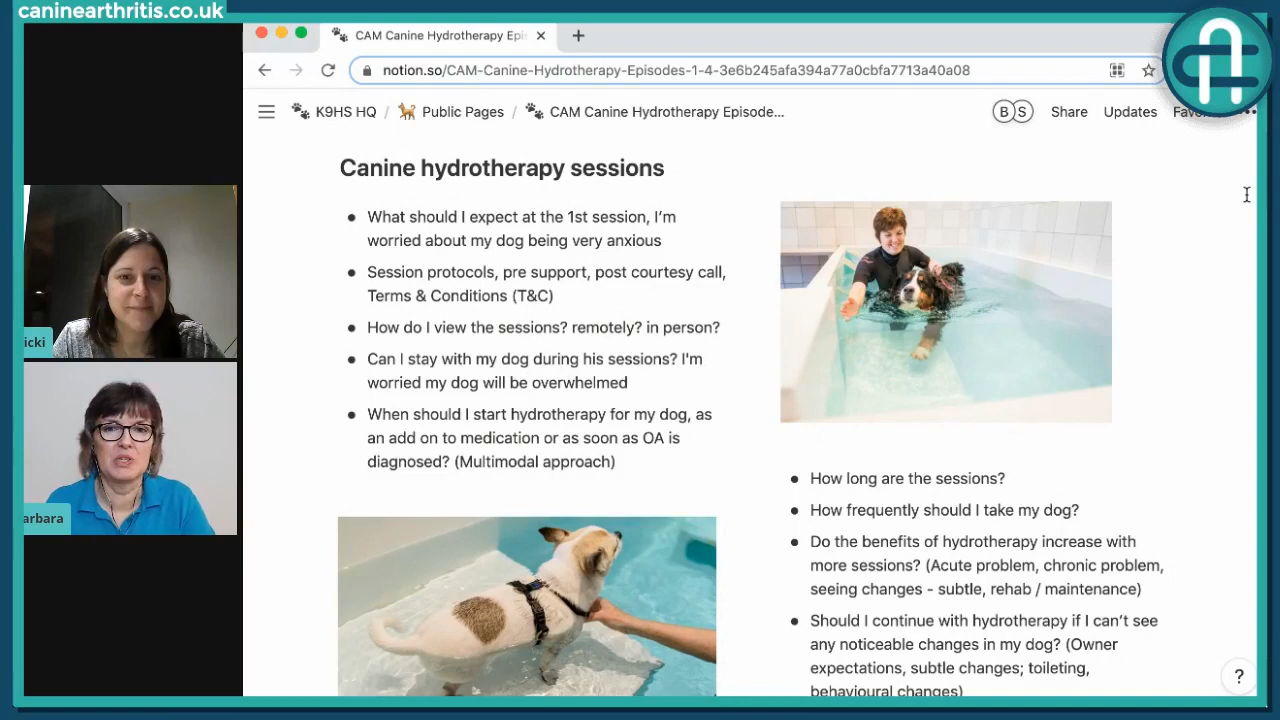 caninearthritis.co.uk
CAM Canine Hydrotherapy Epi
notion.so/CAM-Canine-Hydrotherapy-Episodes-1-4-3e6b245afa394a77a0cbfa7713a40a08
K9HS HQ / Public Pages / CAM Canine Hydrotherapy Episode...
B S Share Updates
Canine hydrotherapy sessions
What should I expect at the 1st session, I'm
worried about my dog being very anxious
Session protocols, pre support, post courtesy call,
Terms & Conditions (T&C)
How do I view the sessions? remotely? in person?
Can I stay with my dog during his sessions? I'm
worried my dog will be overwhelmed
When should I start hydrotherapy for my dog, as
an add on to medication or as soon as OA is
diagnosed? (Multimodal approach)
How long are the sessions?
How frequently should I take my dog?
Do the benefits of hydrotherapy increase with
more sessions? (Acute problem, chronic problem,
seeing changes - subtle, rehab / maintenance)
Should I continue with hydrotherapy if I can't see
any noticeable changes in my dog? (Owner
expectations, subtle changes; toileting,
behavioural changes)
icki
arbara
?